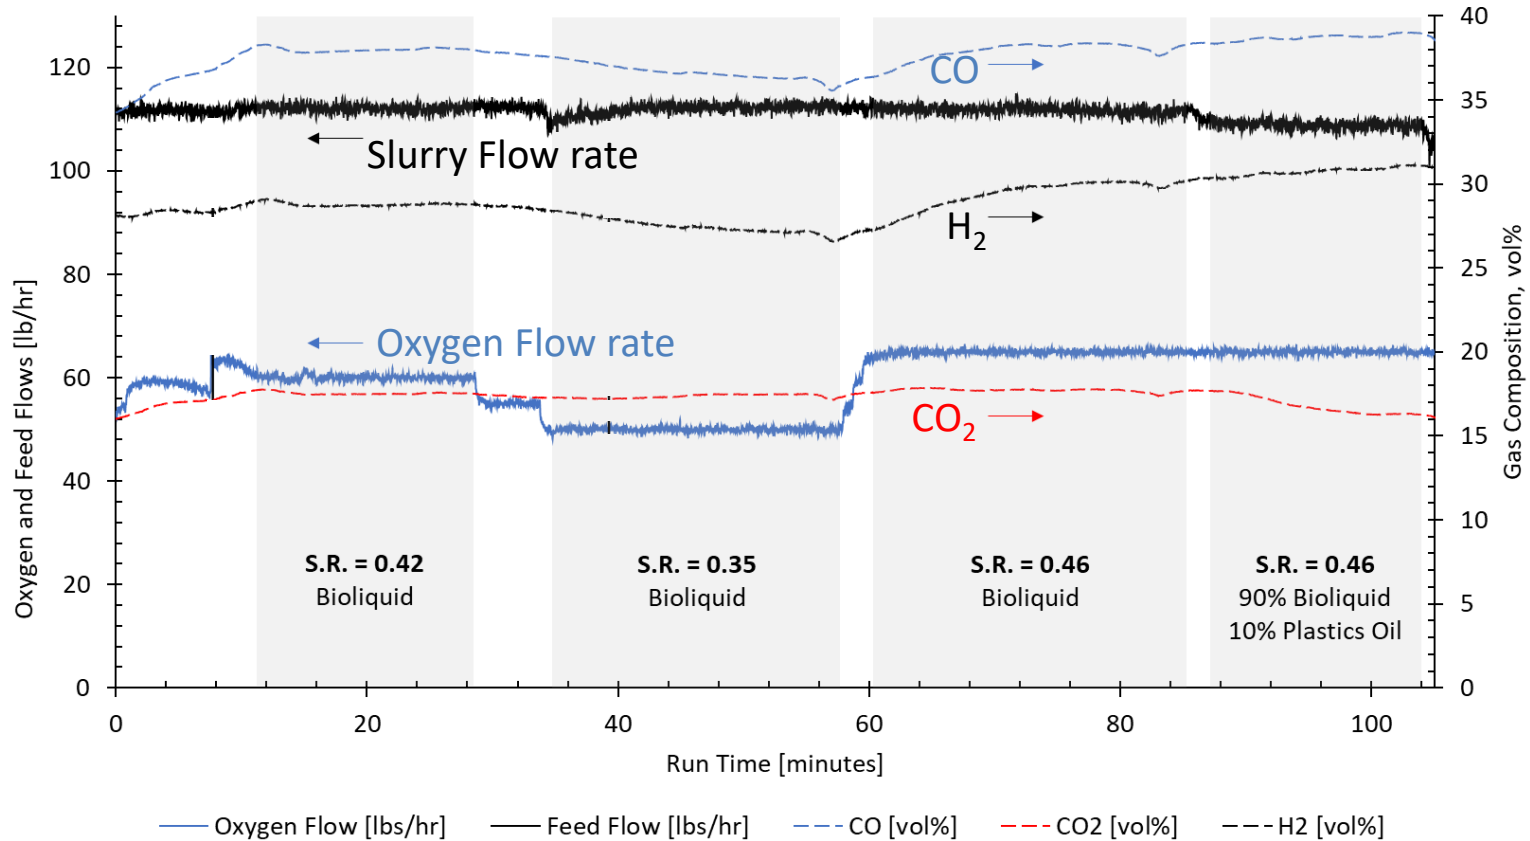 120
100
80
60
40
20
0
Oxygen and Feed Flows [lb/hr]
40
35
30
25
20
15
10
5
0
Gas Composition, vol%
CO
Slurry Flow rate
H2
Oxygen Flow rate
CO2
S.R. = 0.42
Bioliquid
S.R. = 0.35
Bioliquid
S.R. = 0.46
Bioliquid
S.R. = 0.46
90% Bioliquid
10% Plastics Oil
0 20 40 60 80 100
Run Time [minutes]
Oxygen Flow [lbs/hr] Feed Flow [lbs/hr] CO [vol%] CO2 [vol%] H2 [vol%]